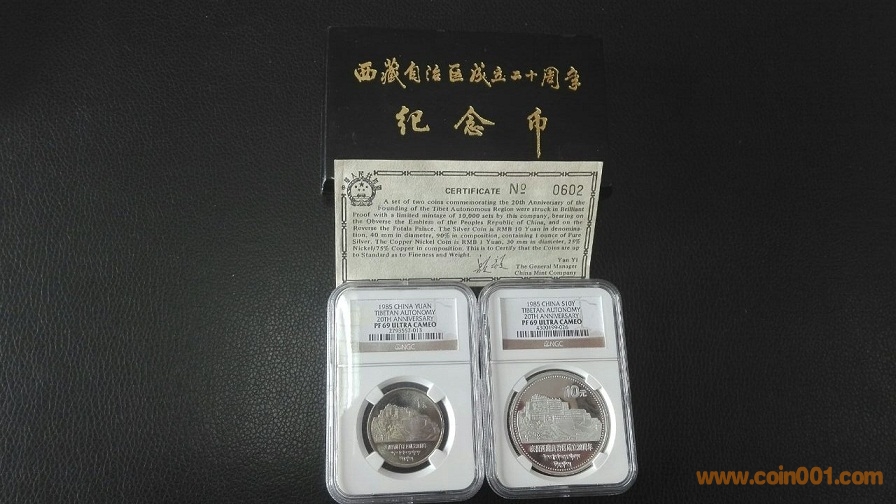 西藏自治区成立二十周年
纪念币
CERTIFICATE № 0602
A set of two coins commemorating the 20th Anniversary of the
Founding of the Tibet Autonomous Region were struck in Brilliant
Proof with a limited mintage of 10,000 sets by this company, bearing on
the Obverse the Emblem of the Peoples Republic of China, and on the
Reverse the Potala Palace. The Silver Coin is RMB 10 Yuan in denomina-
tion, 40 mm in diameter, 90% in composition, containing 1 ounce of Pure
Silver. The Copper Nickel Coin is RMB 1 Yuan, 30 mm in diameter, 25%
Nickel/75% Copper in composition. This is to Certify that the Coins are up
to Standard as to Fineness and Weight.
Yan Yi
The General Manager
China Mint Company
1985 CHINA YUAN
TIBETAN AUTONOMY
20TH ANNIVERSARY
PF 69 ULTRA CAMEO
2793552-013
NGC
1985 CHINA S10Y
TIBETAN AUTONOMY
20TH ANNIVERSARY
PF 69 ULTRA CAMEO
4300199-026
NGC
10元
www.coin001.com